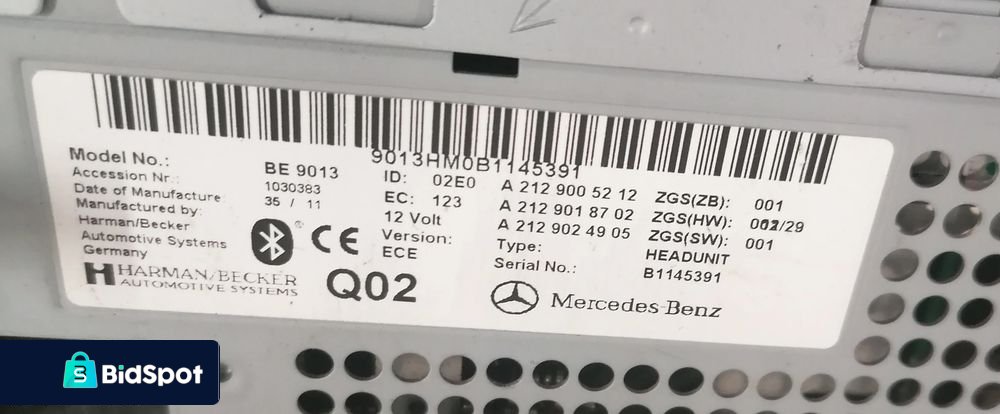 9013HM0B1145391
Model No.: BE 9013 ID: 02E0 A 212 900 52 12 ZGS(ZB): 001
Accession Nr.: 1030383 EC: 123 A 212 901 87 02 ZGS(HW): /29
Date of Manufacture: 35 / 11 12 Volt A 212 902 49 05 ZGS(SW): 001
Manufactured by: Version: Type: HEADUNIT
Harman/Becker ECE Serial No.: B1145391
Automotive Systems
Germany
CE
HARMAN/BECKER
AUTOMOTIVE SYSTEMS
Q02
Mercedes-Benz
BidSpot